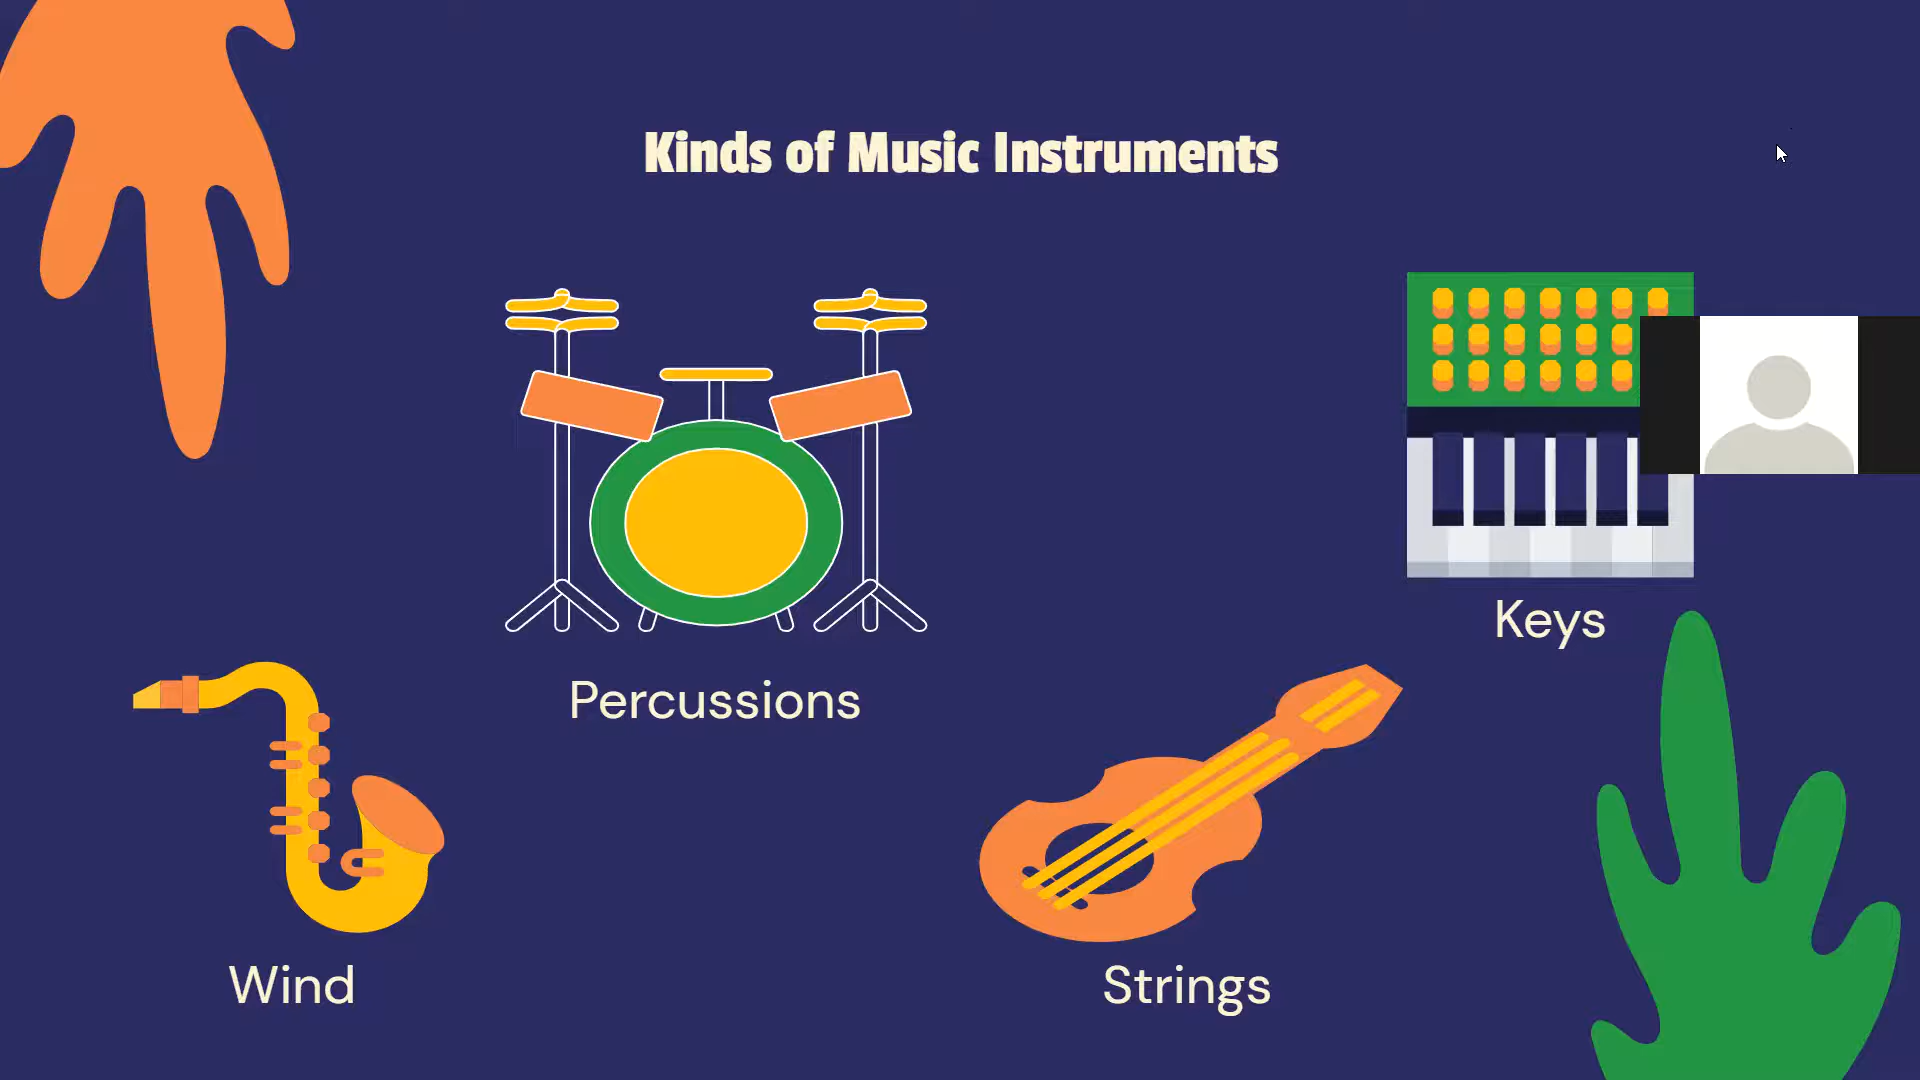 Kinds of Music Instruments
Keys
Percussions
Wind
Strings